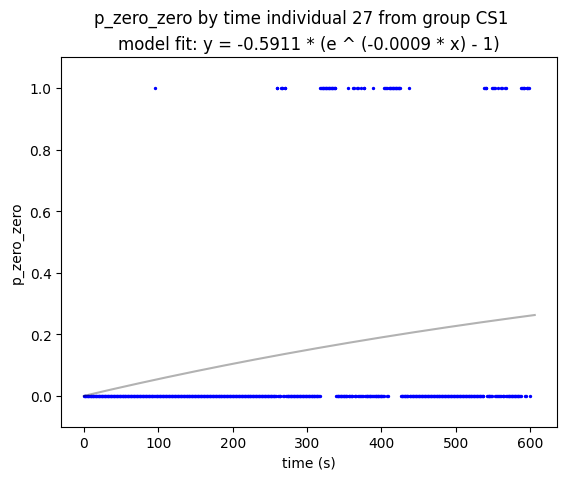 p_zero_zero by time individual 27 from group CS1
model fit: y = -0.5911 * (e ^ (-0.0009 * x) - 1)
1.0
0.8
0.6
0.4
0.2
0.0
p_zero_zero
0 100 200 300 400 500 600
time (s)